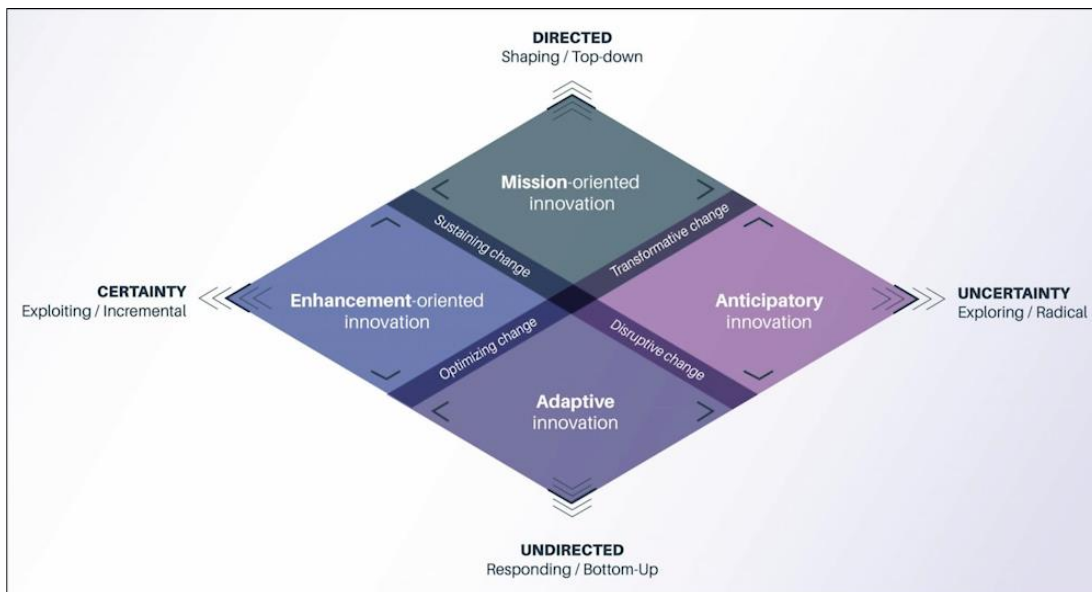 DIRECTED
Shaping / Top-down
Mission-oriented
innovation
Sustaining change
Transformative change
CERTAINTY
Exploiting / Incremental
Enhancement-oriented
innovation
Anticipatory
innovation
UNCERTAINTY
Exploring / Radical
Optimizing change
Disruptive change
Adaptive
innovation
UNDIRECTED
Responding / Bottom-Up